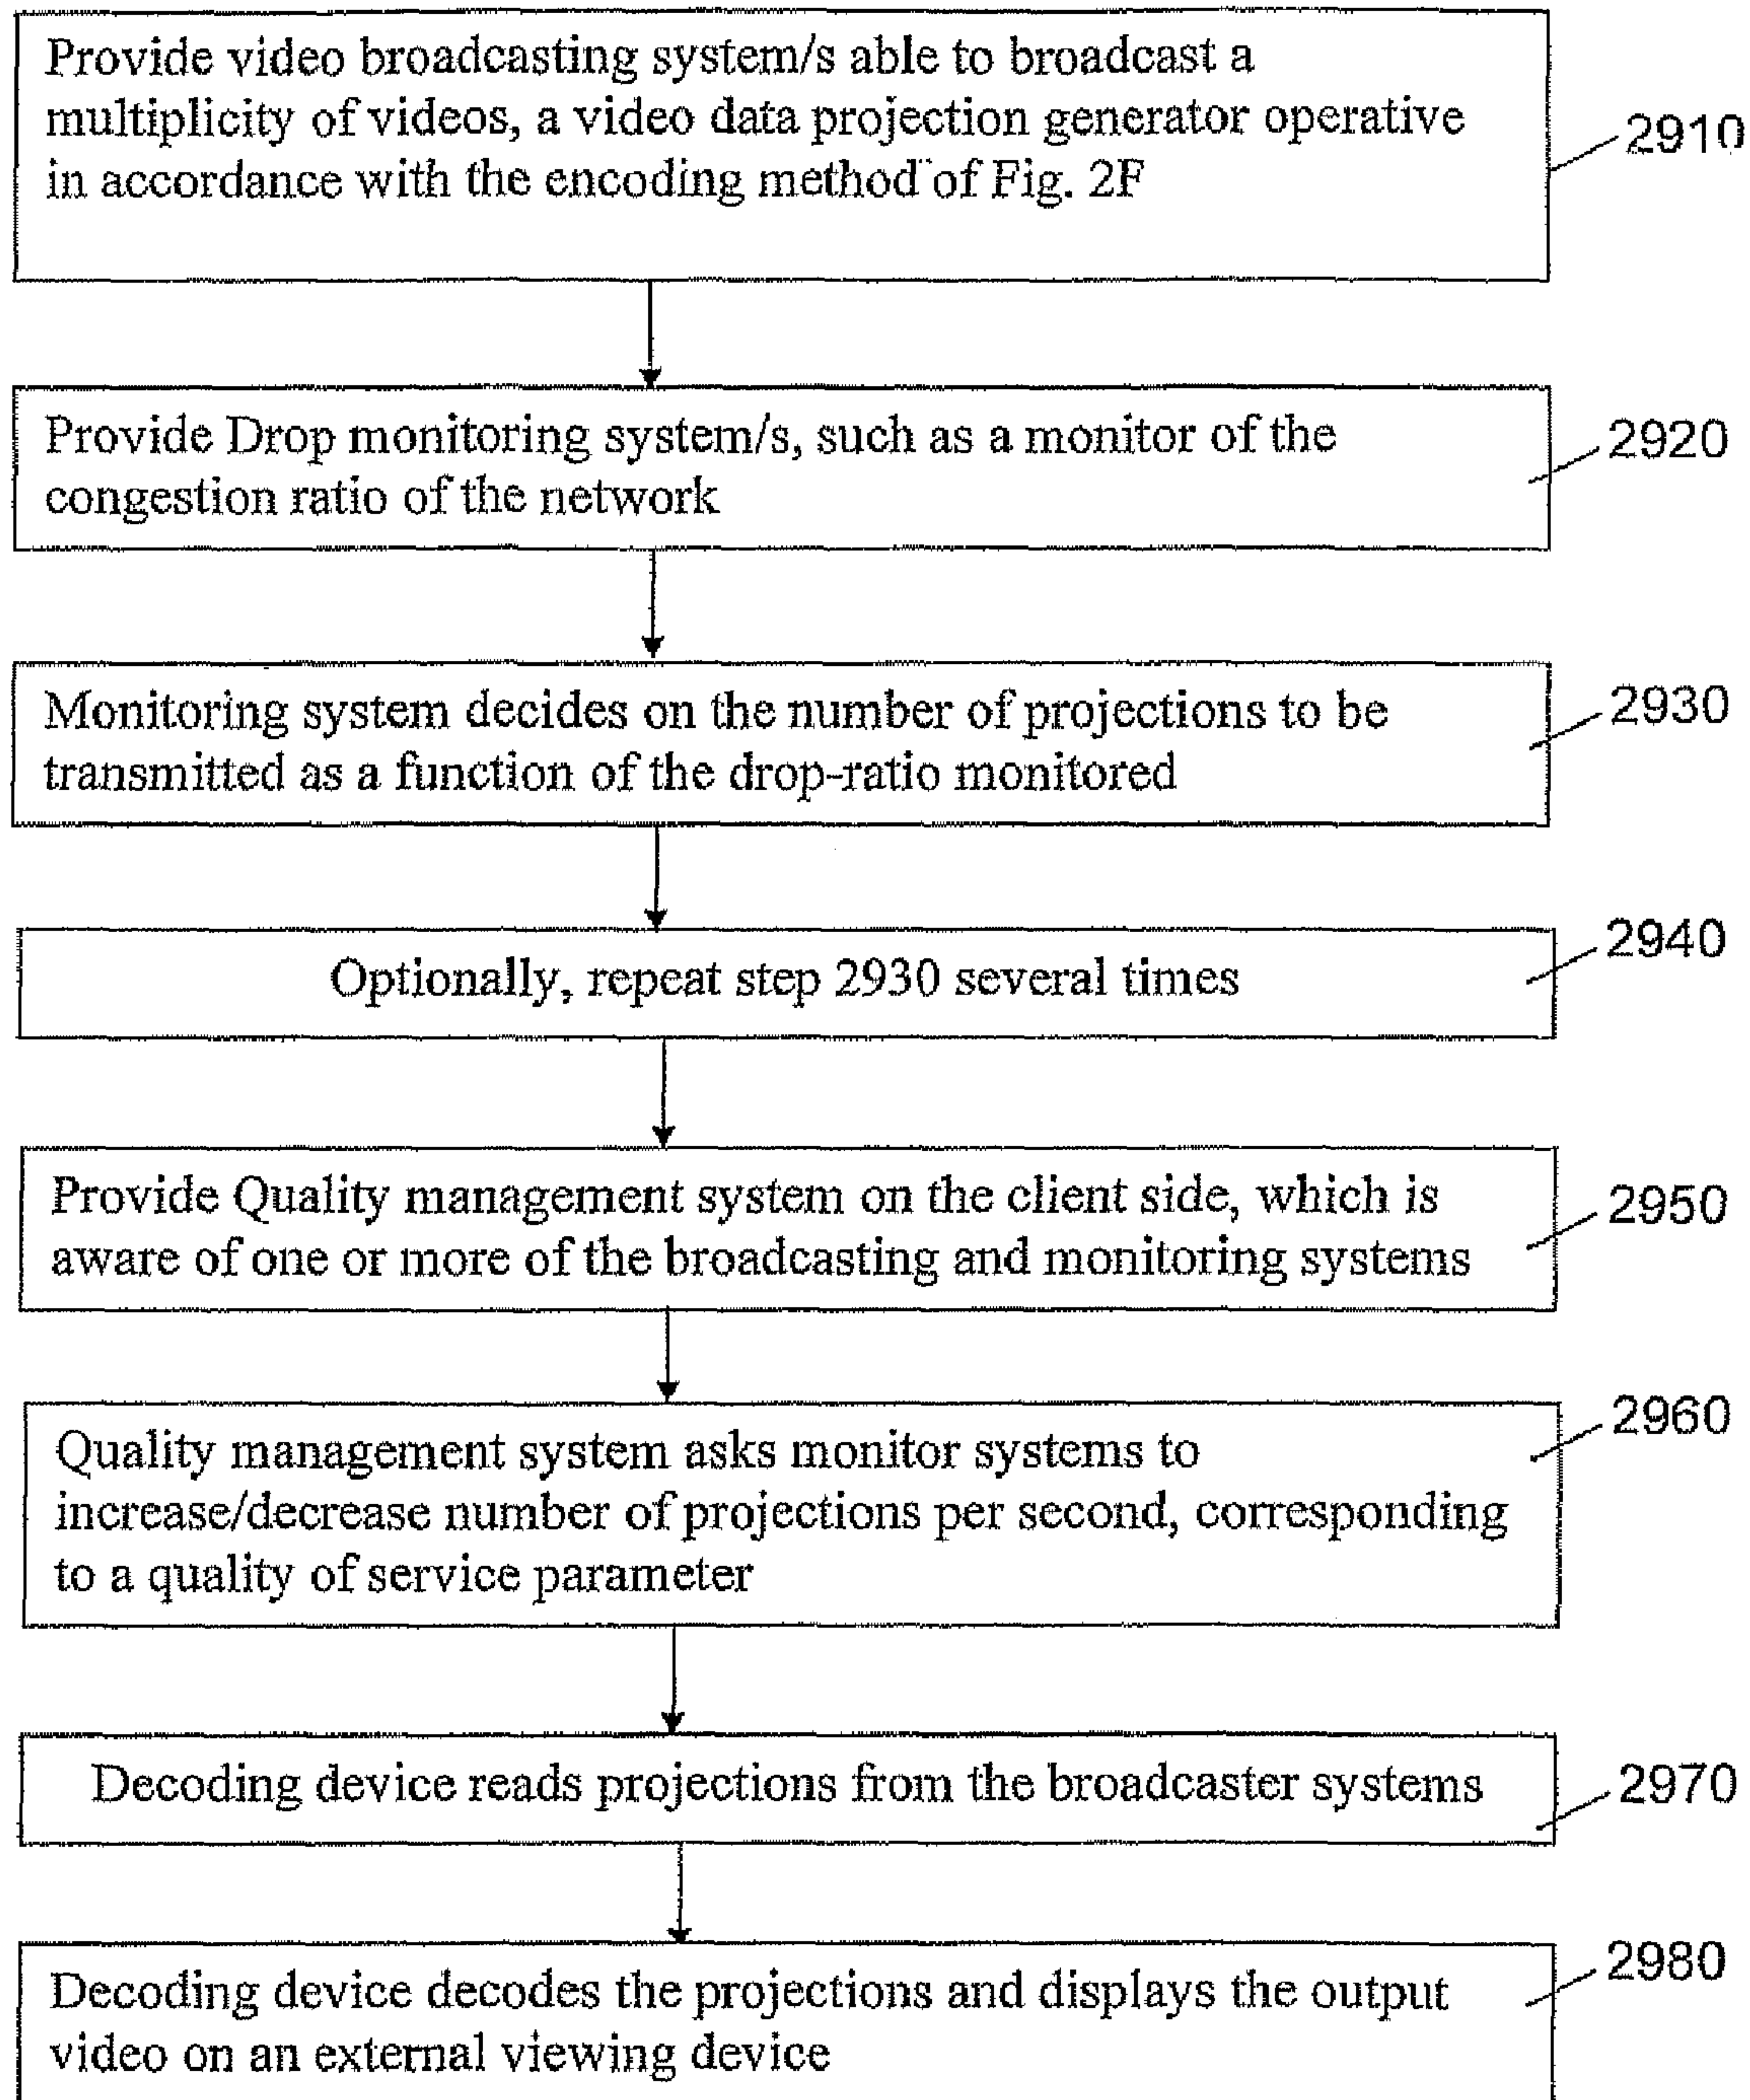 Provide video broadcasting system/s able to broadcast a
multiplicity of videos, a video data projection generator operative
in accordance with the encoding method of Fig. 2F
2910
Provide Drop monitoring system/s, such as a monitor of the
congestion ratio of the network
2920
Monitoring system decides on the number of projections to be
transmitted as a function of the drop-ratio monitored
2930
Optionally, repeat step 2930 several times
2940
Provide Quality management system on the client side, which is
aware of one or more of the broadcasting and monitoring systems
2950
Quality management system asks monitor systems to
increase/decrease number of projections per second, corresponding
to a quality of service parameter
2960
Decoding device reads projections from the broadcaster systems
2970
Decoding device decodes the projections and displays the output
video on an external viewing device
2980